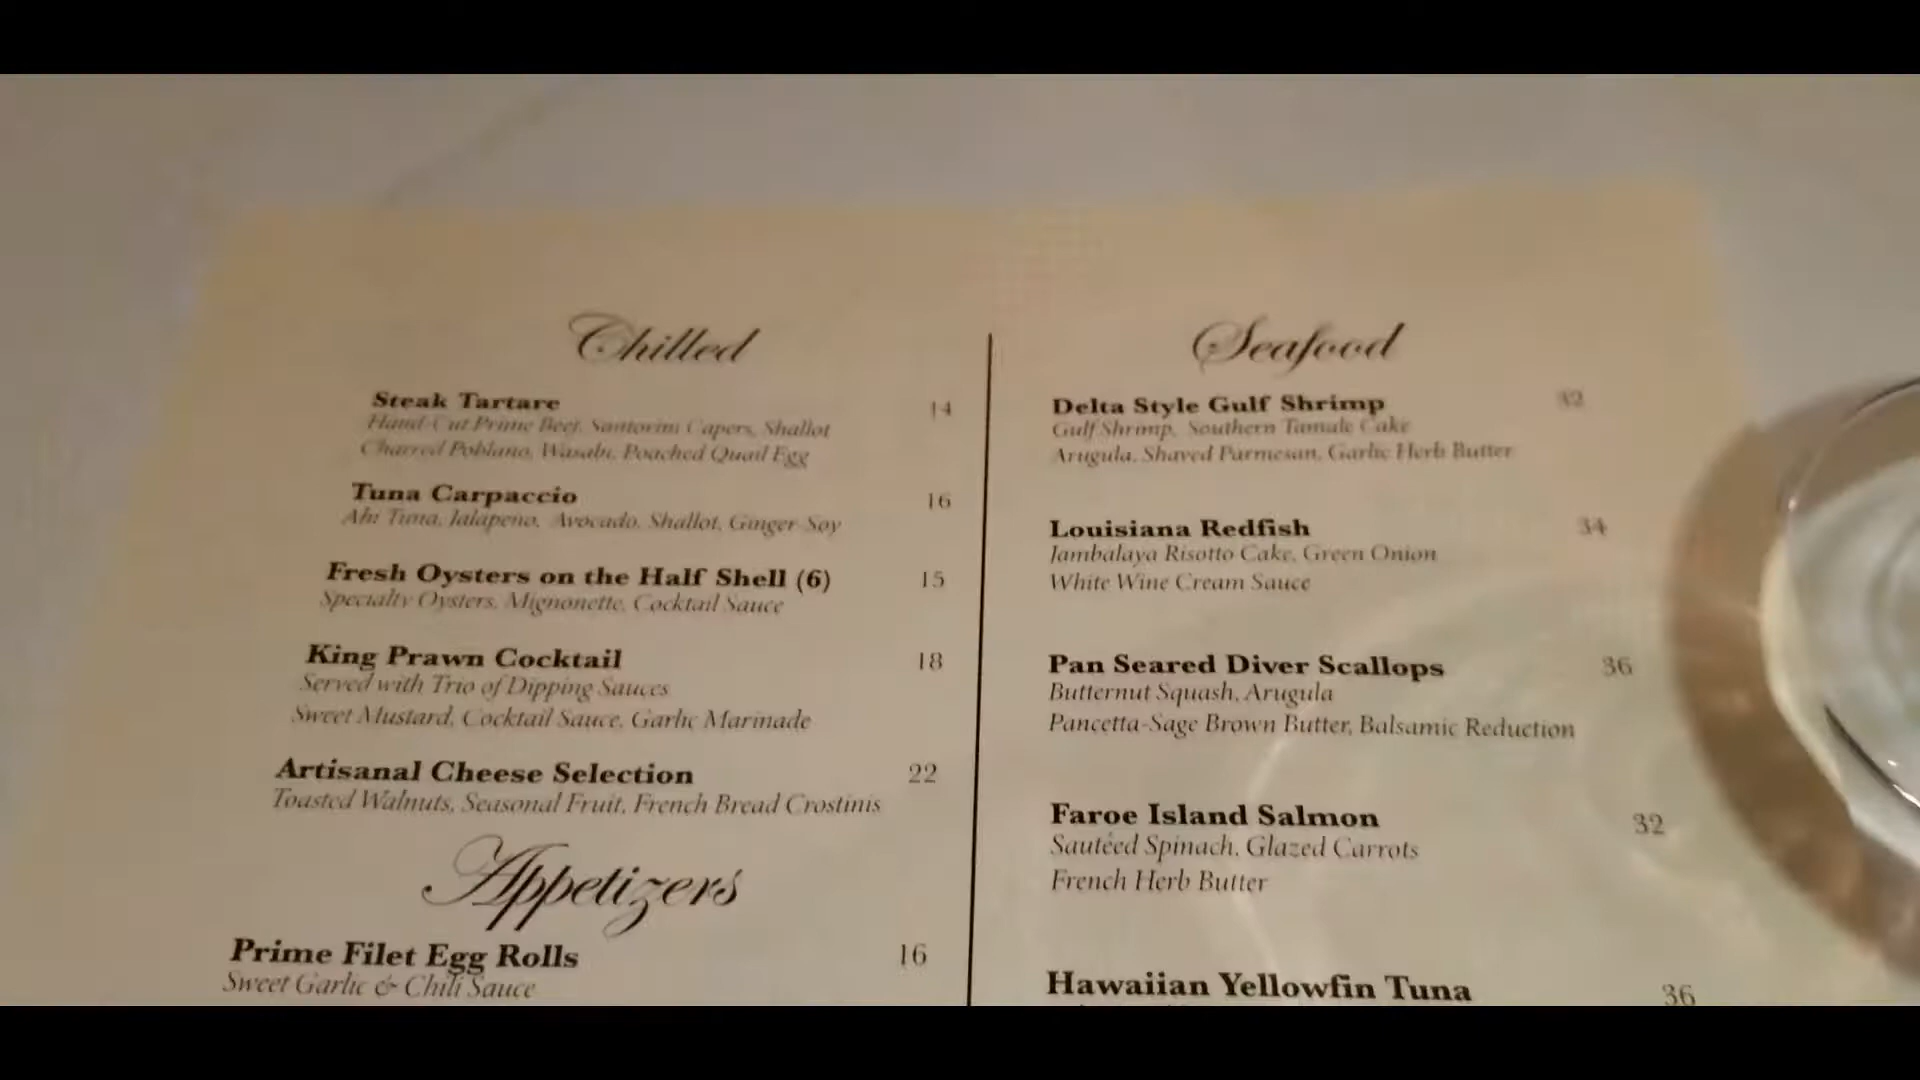 Chilled
Steak Tartare 14
Hand-Cut Prime Beef, Santorini Capers, Shallot
Charred Poblano, Wasabi, Poached Quail Egg
Tuna Carpaccio 16
Ahi Tuna, Jalapeno, Avocado, Shallot, Ginger-Soy
Fresh Oysters on the Half Shell (6) 15
Specialty Oysters, Mignonette, Cocktail Sauce
King Prawn Cocktail 18
Served with Trio of Dipping Sauces
Sweet Mustard, Cocktail Sauce, Garlic Marinade
Artisanal Cheese Selection 22
Toasted Walnuts, Seasonal Fruit, French Bread Crostinis
Appetizers
Prime Filet Egg Rolls 16
Sweet Garlic & Chili Sauce
Seafood
Delta Style Gulf Shrimp 32
Gulf Shrimp, Southern Tamale Cake
Arugula, Shaved Parmesan, Garlic Herb Butter
Louisiana Redfish 34
Jambalaya Risotto Cake, Green Onion
White Wine Cream Sauce
Pan Seared Diver Scallops 36
Butternut Squash, Arugula
Pancetta-Sage Brown Butter, Balsamic Reduction
Faroe Island Salmon 32
Sautéed Spinach, Glazed Carrots
French Herb Butter
Hawaiian Yellowfin Tuna 36